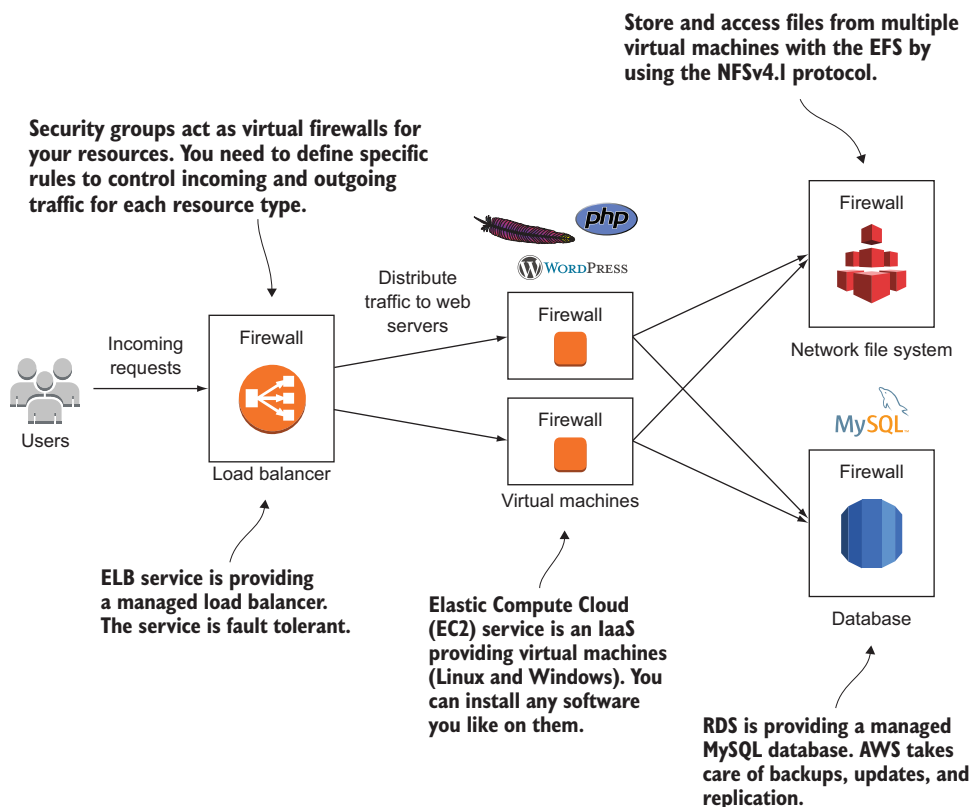 Store and access files from multiple
virtual machines with the EFS by
using the NFSv4.1 protocol.
Security groups act as virtual firewalls for
your resources. You need to define specific
rules to control incoming and outgoing
traffic for each resource type.
php
WORDPRESS
Distribute
traffic to web
servers
Incoming
requests
Users
Firewall
Load balancer
Firewall
Firewall
Virtual machines
Firewall
Network file system
MySQL
Firewall
Database
ELB service is providing
a managed load balancer.
The service is fault tolerant.
Elastic Compute Cloud
(EC2) service is an IaaS
providing virtual machines
(Linux and Windows). You
can install any software
you like on them.
RDS is providing a managed
MySQL database. AWS takes
care of backups, updates, and
replication.